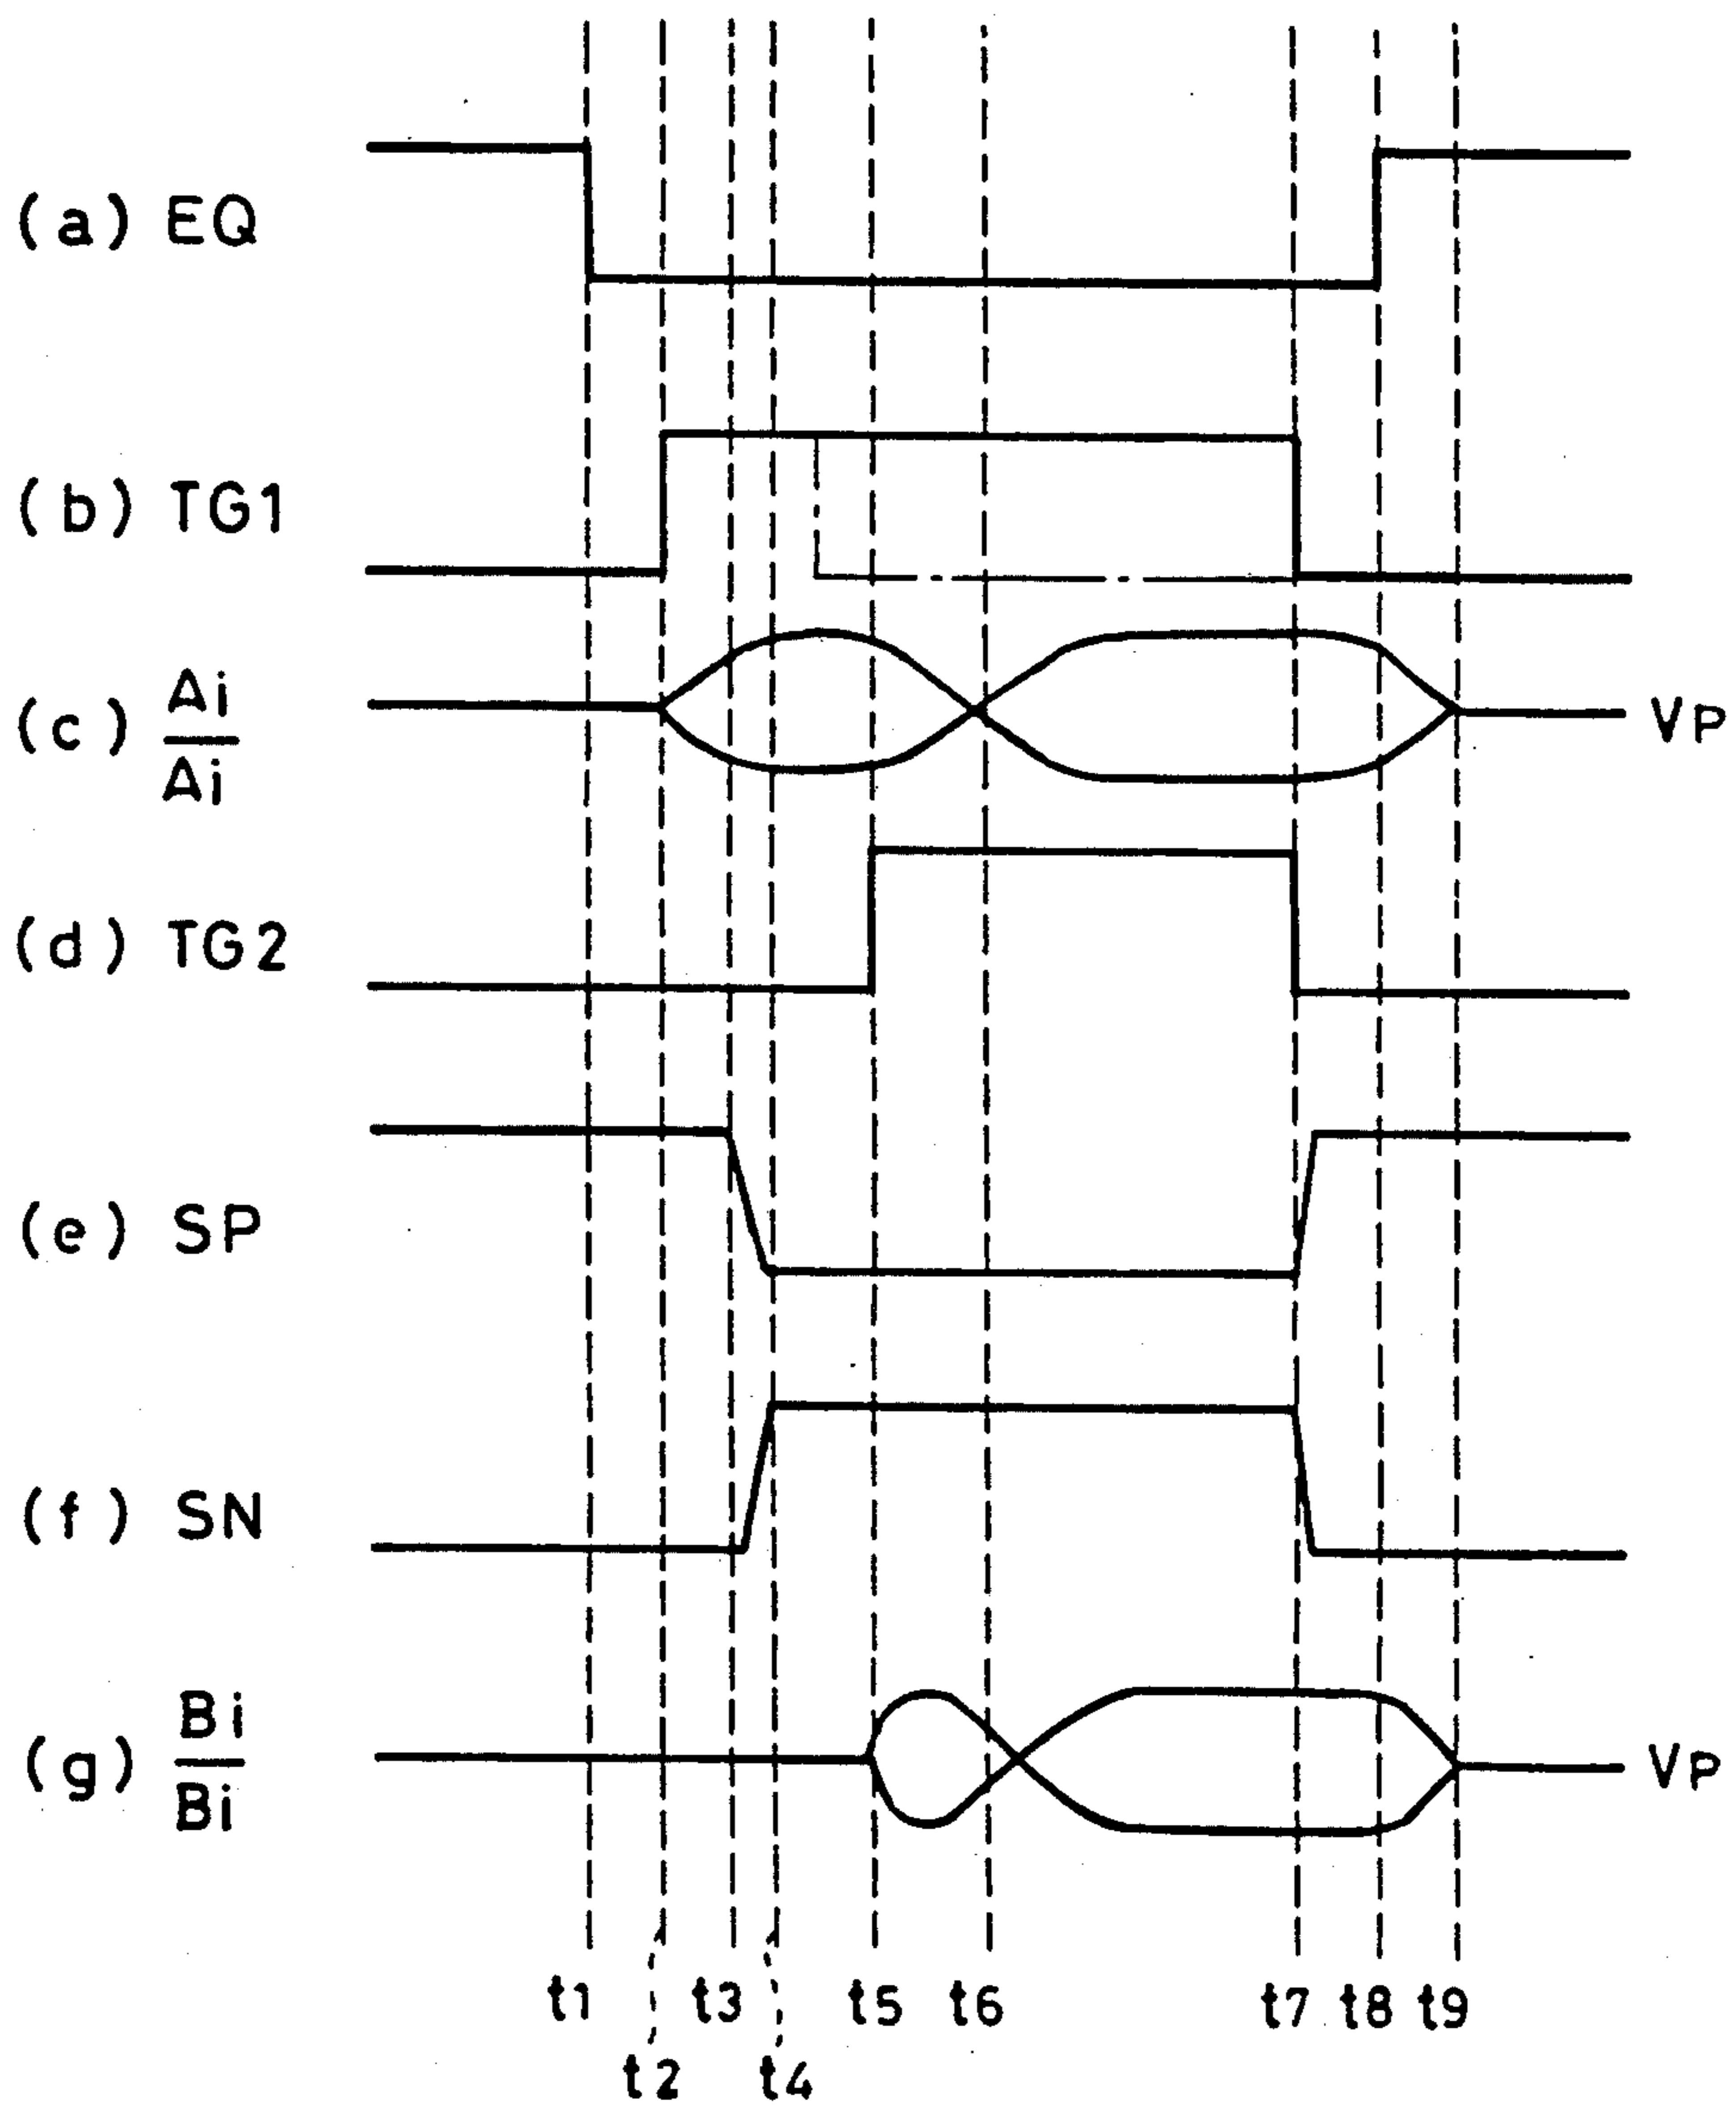 (a) EQ
(b) TG1
(c) Ai
Ai
VP
(d) TG2
(e) SP
(f) SN
(g) Bi
Bi
VP
t1 t3 t5 t6 t7 t8 t9
t2 t4